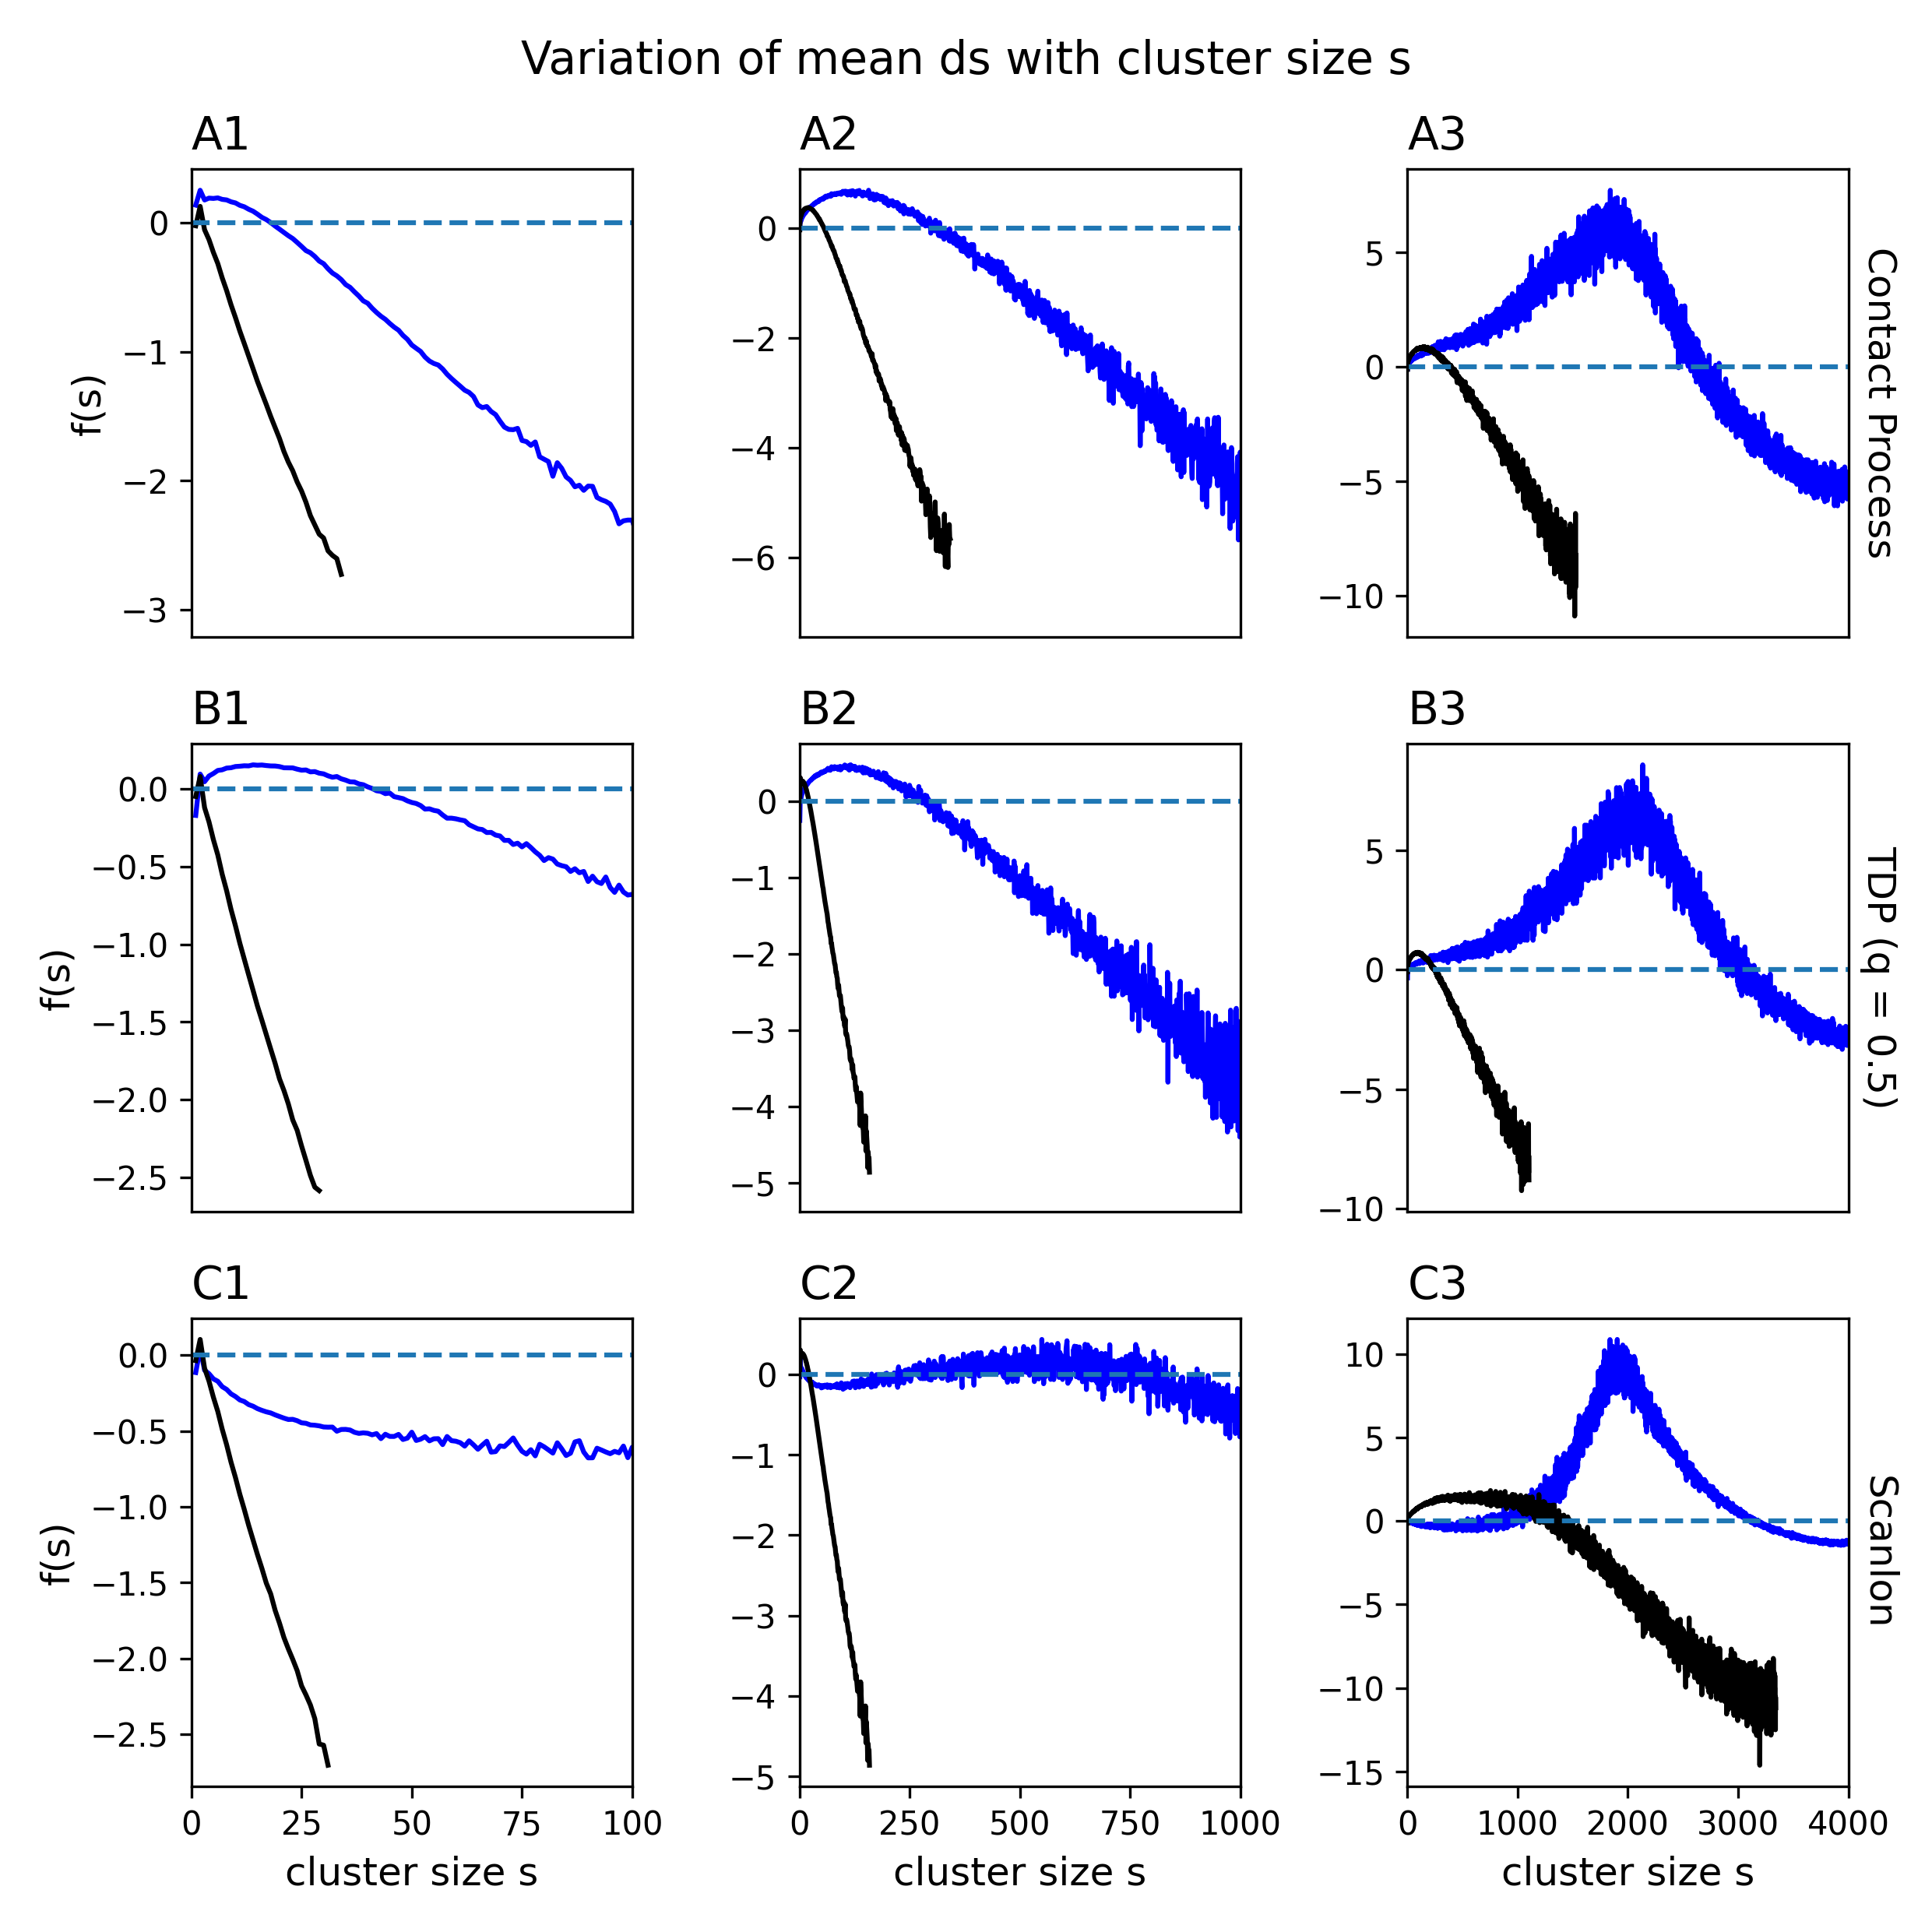 Variation of mean ds with cluster size s
A1
A2
A3
0
−1
−2
−3
f(s)
0
−2
−4
−6
5
0
−5
−10
Contact Process
B1
B2
B3
0.0
−0.5
−1.0
−1.5
−2.0
−2.5
f(s)
0
−1
−2
−3
−4
−5
5
0
−5
−10
TDP (q = 0.5)
C1
C2
C3
0.0
−0.5
−1.0
−1.5
−2.0
−2.5
f(s)
0
−1
−2
−3
−4
−5
10
5
0
−5
−10
−15
Scanlon
0 25 50 75 100
0 250 500 750 1000
0 1000 2000 3000 4000
cluster size s
cluster size s
cluster size s